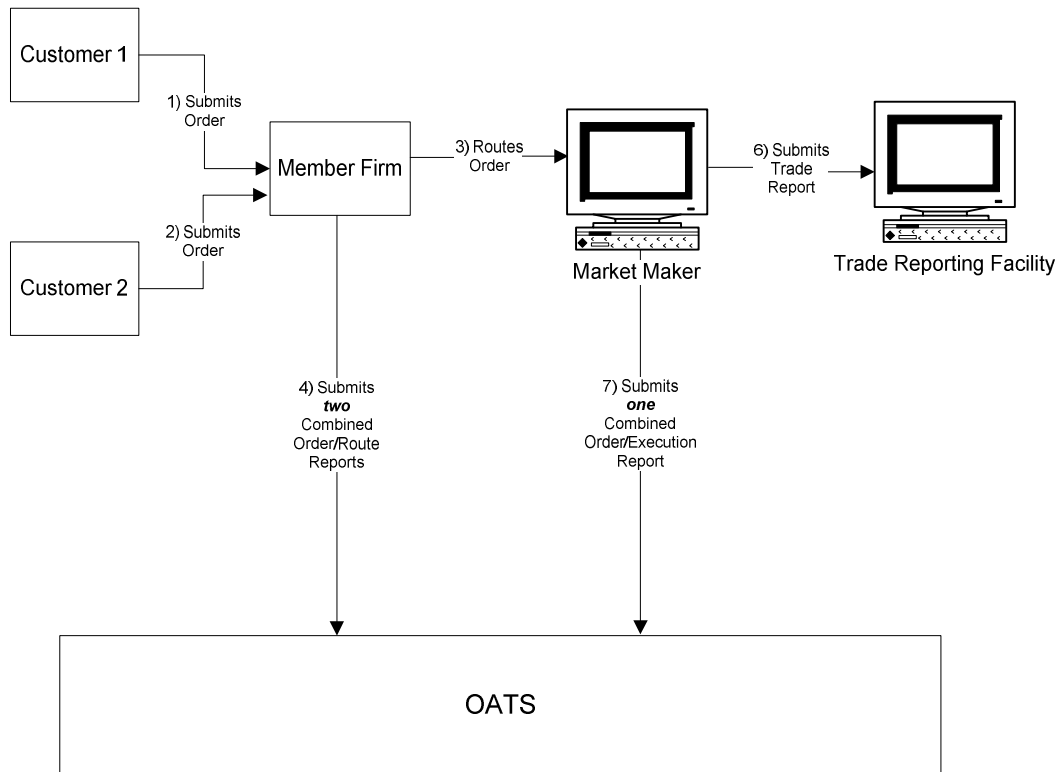 Customer 1
1) Submits
Order
Member Firm
2) Submits
Order
Customer 2
3) Routes
Order
Market Maker
6) Submits
Trade
Report
Trade Reporting Facility
4) Submits
two
Combined
Order/Route
Reports
7) Submits
one
Combined
Order/Execution
Report
OATS